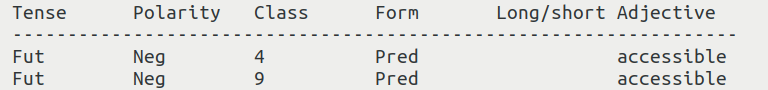 Tense Polarity Class Form Long/short Adjective
------------------------------------------------------------------
Fut Neg 4 Pred accessible
Fut Neg 9 Pred accessible